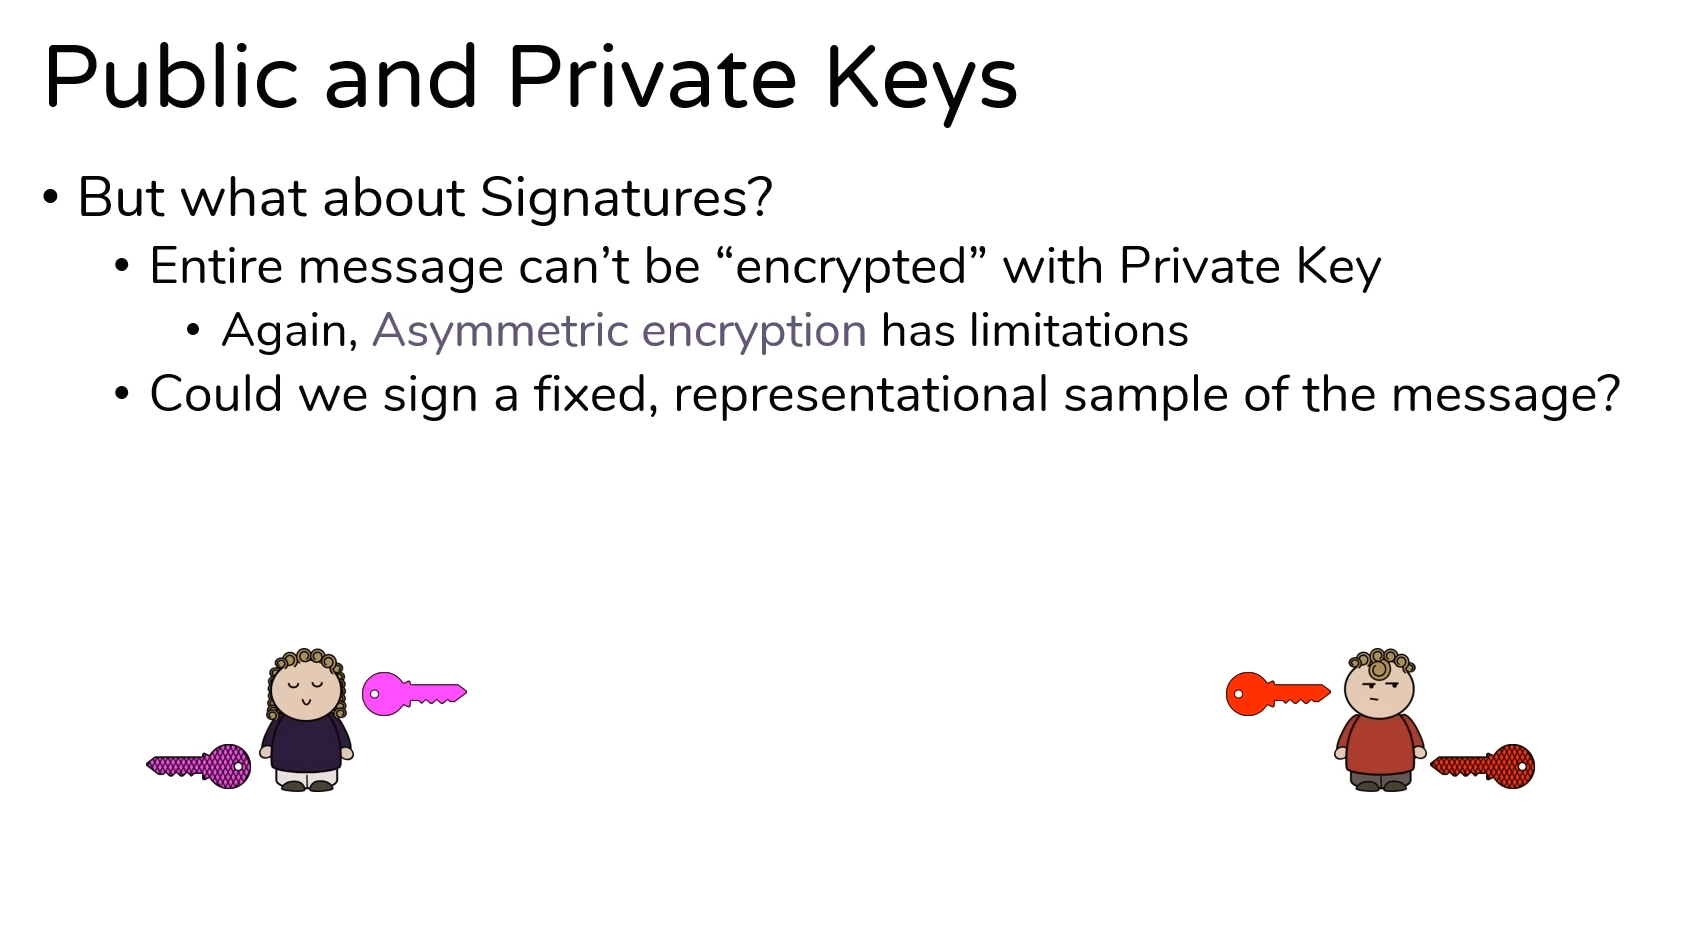 Public and Private Keys
• But what about Signatures?
• Entire message can’t be “encrypted” with Private Key
• Again, Asymmetric encryption has limitations
• Could we sign a fixed, representational sample of the message?